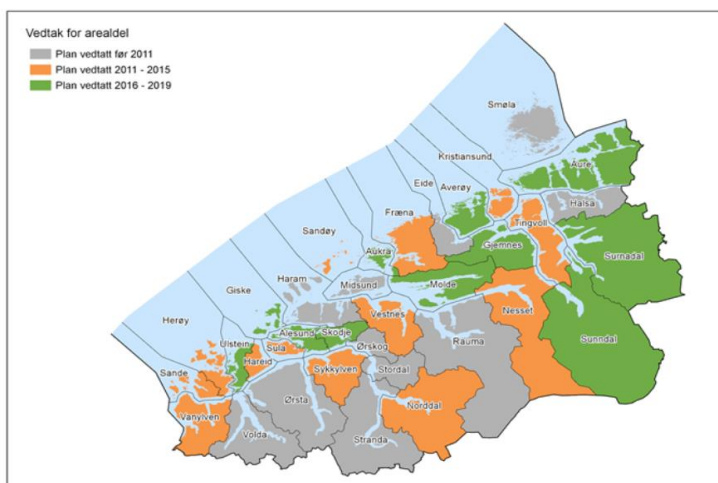 Vedtak for arealdel
Plan vedtatt før 2011
Plan vedtatt 2011 - 2015
Plan vedtatt 2016 - 2019
Smøla
Kristiansund
Aure
Eide
Averøy
Halsa
Fræna
Tingvoll
Sandøy
Gjemnes
Aukra
Surnadal
Haram
Midsund
Molde
Giske
Nesset
Vestnes
Herøy
Ålesund
Skodje
Sunndal
Ulstein
Sula
Ørskog
Rauma
Hareid
Sande
Sykkylven
Stordal
Ørsta
Norddal
Vanylven
Volda
Stranda